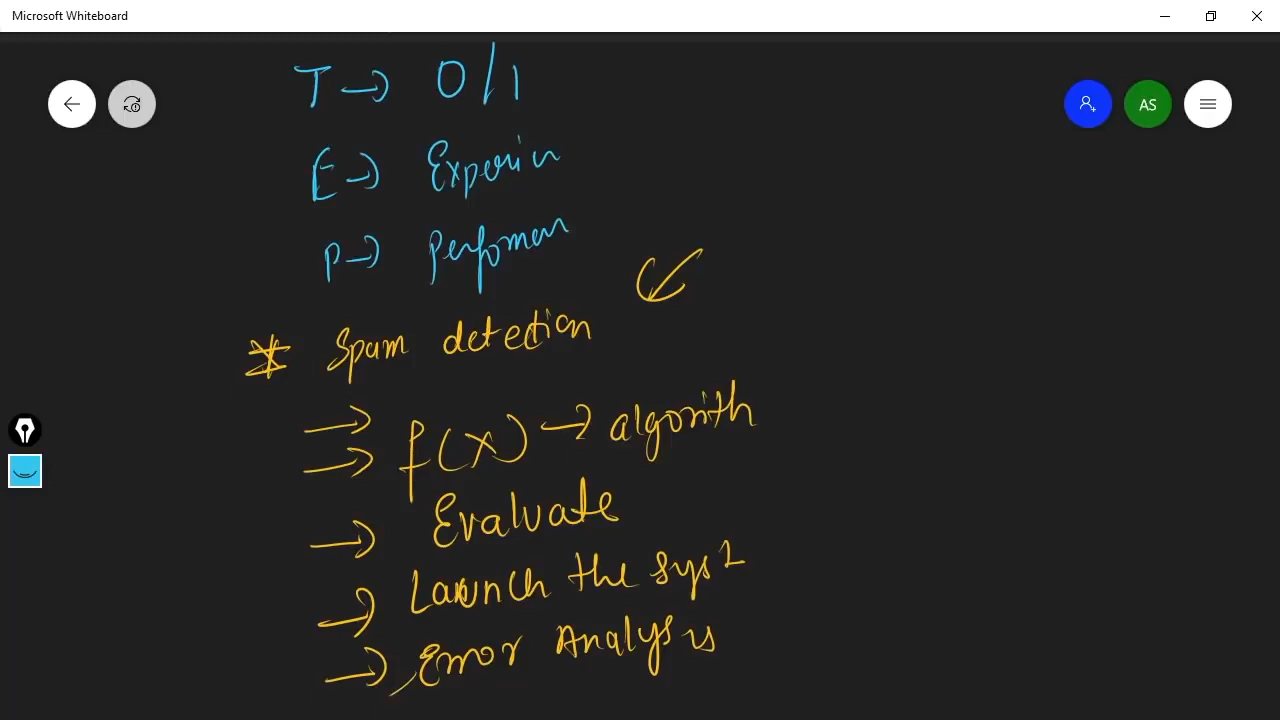 Microsoft Whiteboard
T → 0/1
AS
E → Experien
P → Perfomen
* Spam detection
→
→ f(x) → algorith
→ Evaluate
→ Launch the sys
→ Error Analysis